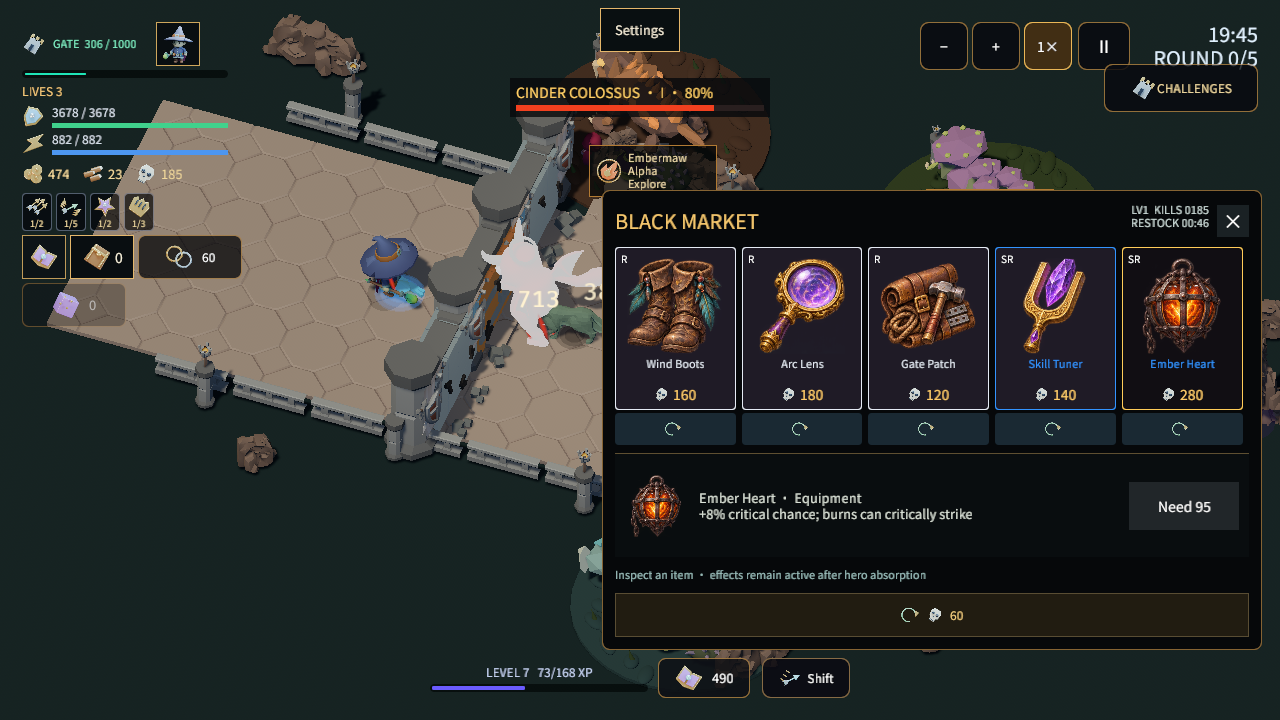 GATE 306 / 1000
Settings
− + 1×
19:45
ROUND 0/5
CHALLENGES
LIVES 3
3678 / 3678
882 / 882
474 23 185
1/2 1/5 1/2 1/3
0 60
0
CINDER COLOSSUS • I • 80%
Embermaw
Alpha
Explore
713
BLACK MARKET
LV1 KILLS 0185
RESTOCK 00:46
R R R SR SR
Wind Boots Arc Lens Gate Patch Skill Tuner Ember Heart
160 180 120 140 280
Ember Heart • Equipment
+8% critical chance; burns can critically strike
Need 95
Inspect an item • effects remain active after hero absorption
60
LEVEL 7 73/168 XP
490 Shift